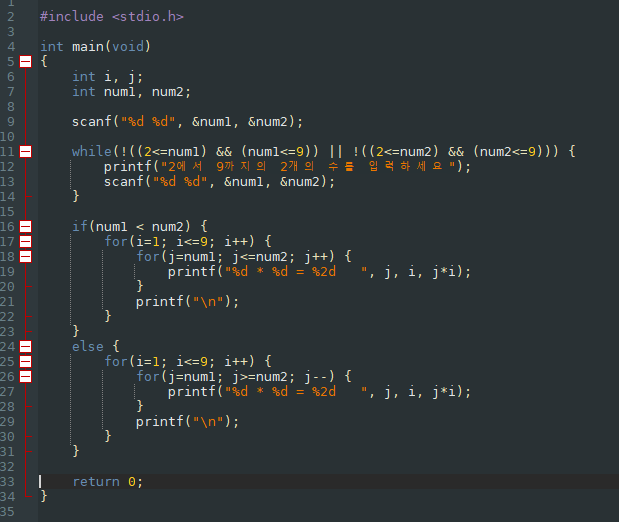 1
2 #include <stdio.h>
3
4 int main(void)
5 {
6     int i, j;
7     int num1, num2;
8
9     scanf("%d %d", &num1, &num2);
10
11     while(!((2<=num1) && (num1<=9)) || !((2<=num2) && (num2<=9))) {
12         printf("2에서 9까지의 2개의 수를 입력하세요");
13         scanf("%d %d", &num1, &num2);
14     }
15
16     if(num1 < num2) {
17         for(i=1; i<=9; i++) {
18             for(j=num1; j<=num2; j++) {
19                 printf("%d * %d = %2d   ", j, i, j*i);
20             }
21             printf("\n");
22         }
23     }
24     else {
25         for(i=1; i<=9; i++) {
26             for(j=num1; j>=num2; j--) {
27                 printf("%d * %d = %2d   ", j, i, j*i);
28             }
29             printf("\n");
30         }
31     }
32
33     return 0;
34 }
35